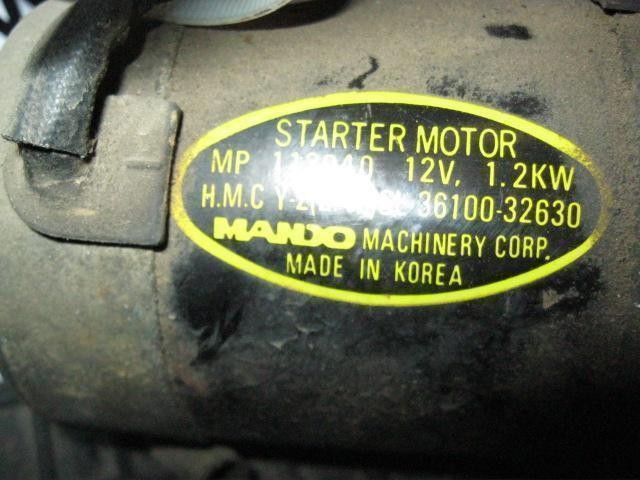 STARTER MOTOR
MP 12V, 1.2KW
H.M.C 36100-32630
MANDO MACHINERY CORP.
MADE IN KOREA